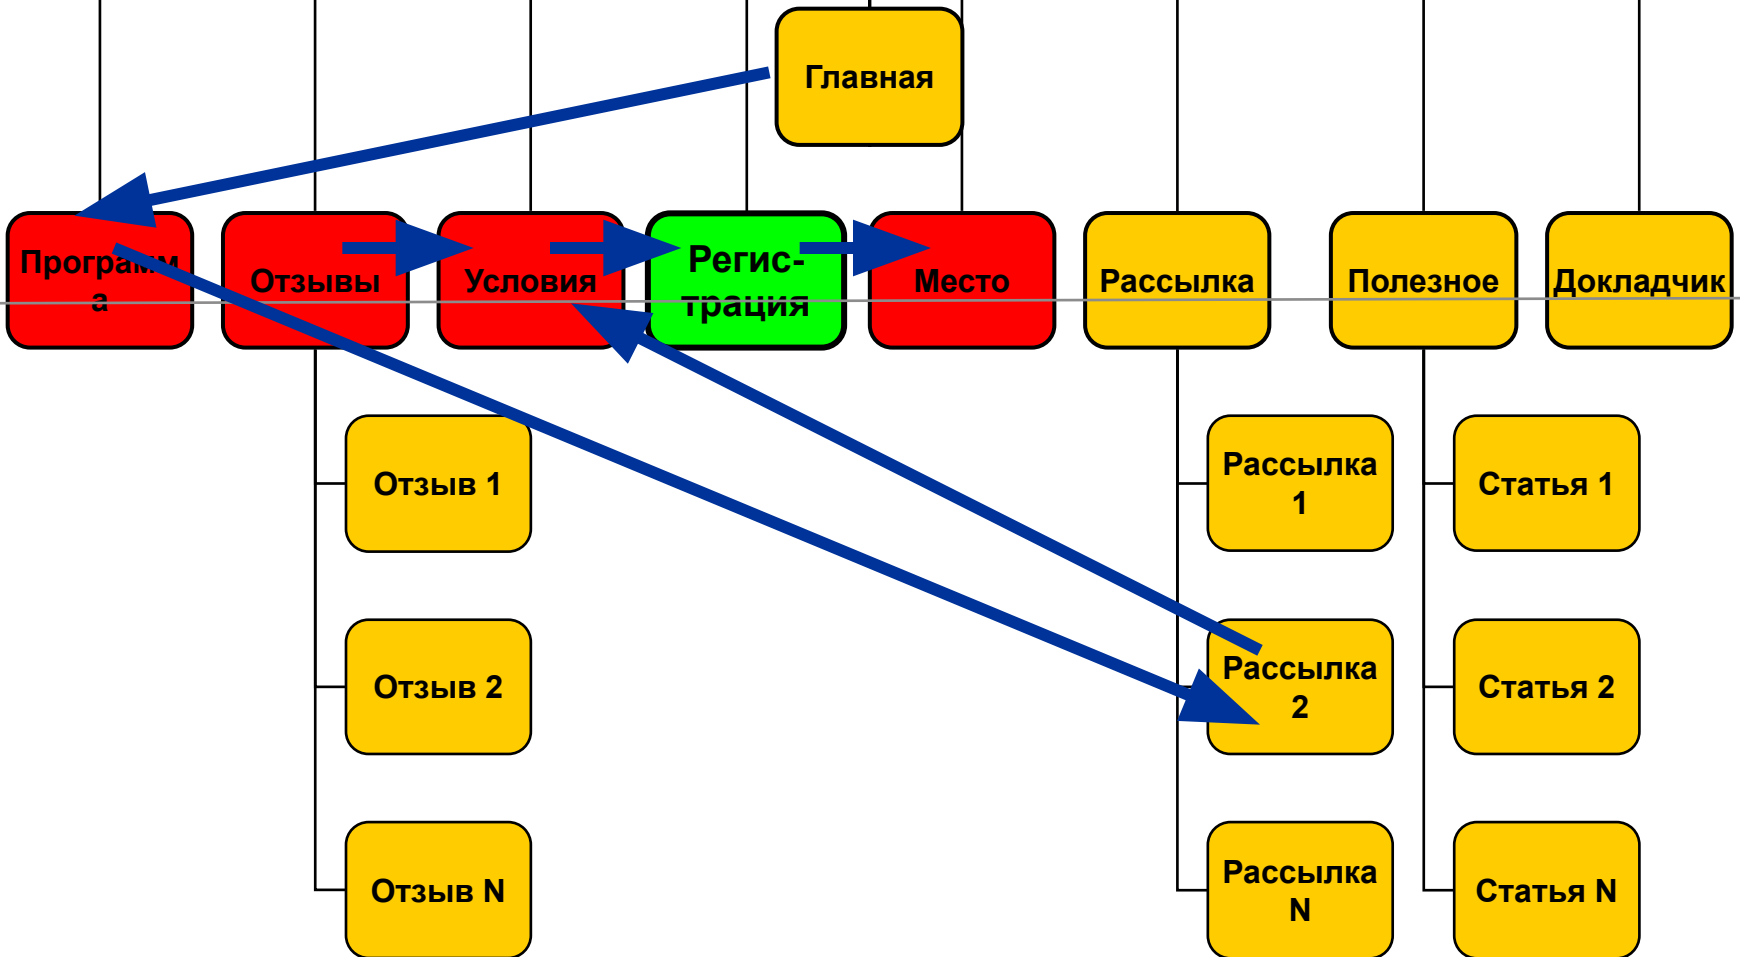 Главная
Программ
а
Отзывы
Условия
Регис-
трация
Место
Рассылка
Полезное
Докладчик
Отзыв 1
Рассылка
1
Статья 1
Отзыв 2
Рассылка
2
Статья 2
Отзыв N
Рассылка
N
Статья N